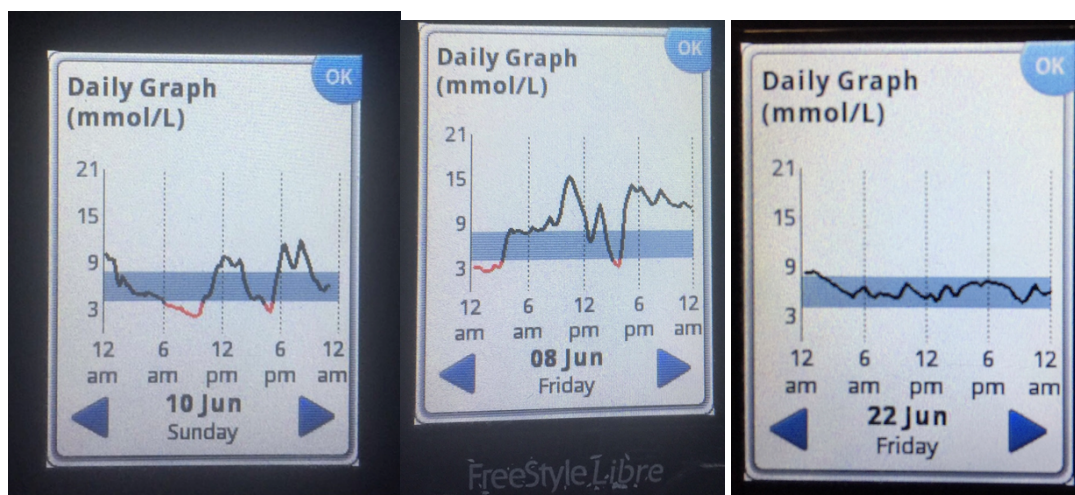 Daily Graph
(mmol/L)
OK
21
15
9
3
12 6 12 6 12
am am pm pm am
10 Jun
Sunday
Daily Graph
(mmol/L)
OK
21
15
9
3
12 6 12 6 12
am am pm pm am
08 Jun
Friday
FreeStyle Libre
Daily Graph
(mmol/L)
OK
21
15
9
3
12 6 12 6 12
am am pm pm am
22 Jun
Friday